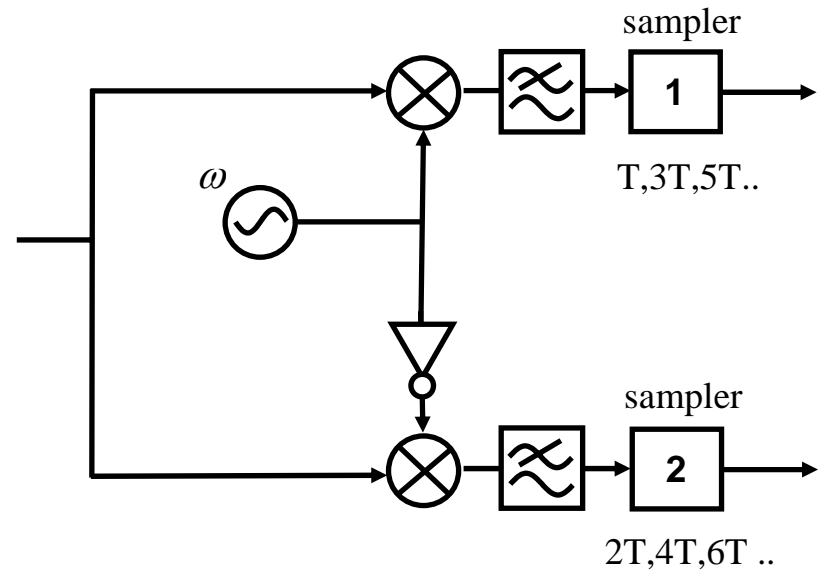 sampler
1
T,3T,5T..
ω
sampler
2
2T,4T,6T ..